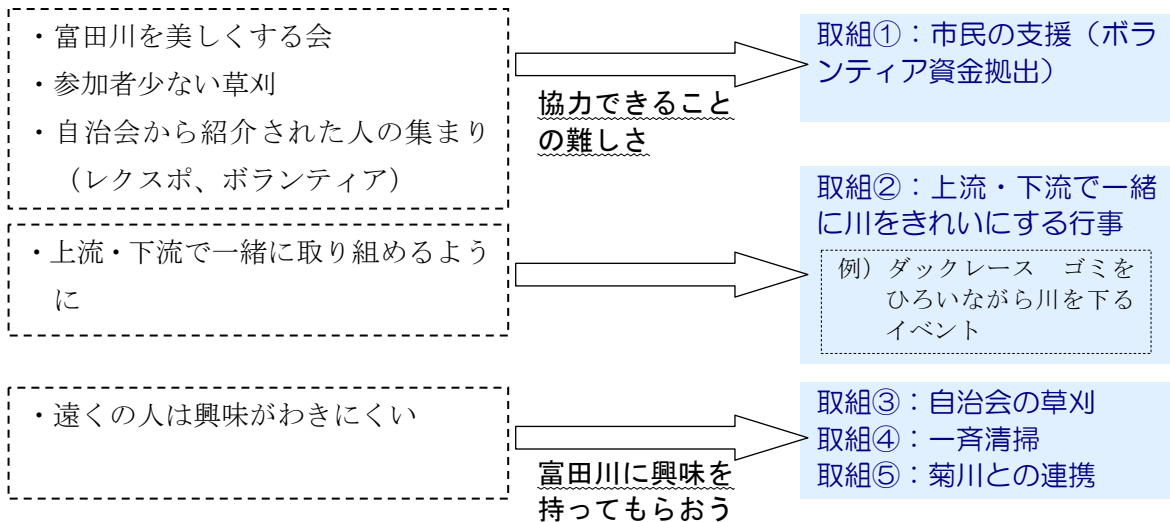 ・富田川を美しくする会
・参加者少ない草刈
・自治会から紹介された人の集まり
（レクスポ、ボランティア）
協力できること
の難しさ
取組①：市民の支援（ボラ
ンティア資金拠出）
・上流・下流で一緒に取り組めるよう
に
取組②：上流・下流で一緒
に川をきれいにする行事
例）ダックレース　ゴミを
ひろいながら川を下る
イベント
・遠くの人は興味がわきにくい
富田川に興味を
持ってもらおう
取組③：自治会の草刈
取組④：一斉清掃
取組⑤：菊川との連携